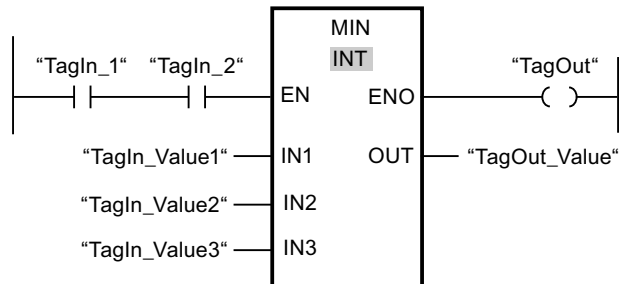 MIN
INT
“TagIn_1“ “TagIn_2“ “TagOut“
EN ENO
“TagIn_Value1“ IN1 OUT “TagOut_Value“
“TagIn_Value2“ IN2
“TagIn_Value3“ IN3